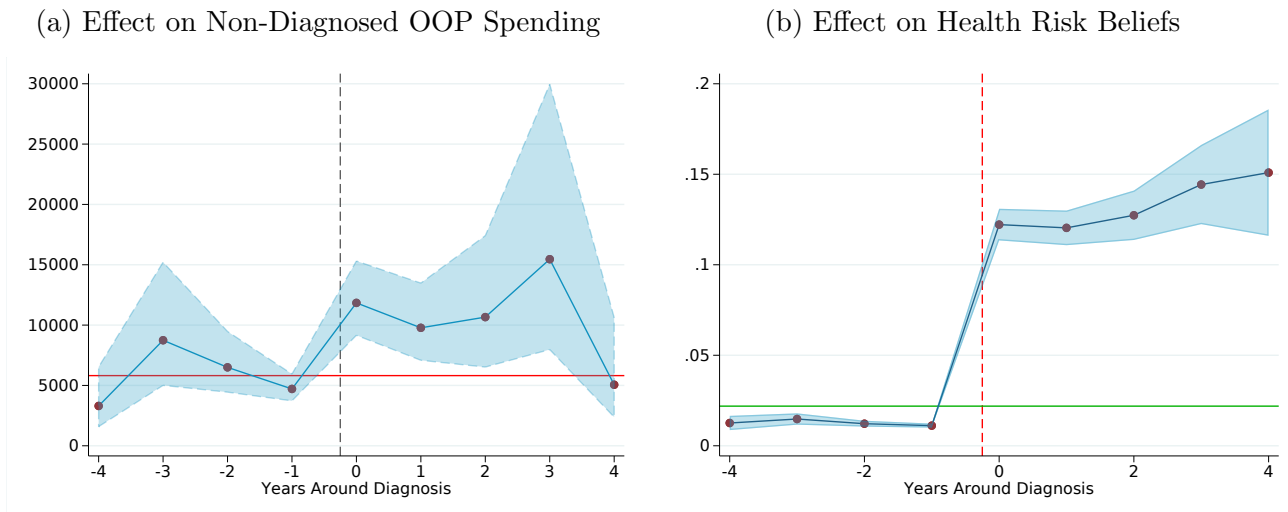 (a) Effect on Non-Diagnosed OOP Spending
30000
25000
20000
15000
10000
5000
0
-4 -3 -2 -1 0 1 2 3 4
Years Around Diagnosis
(b) Effect on Health Risk Beliefs
.2
.15
.1
.05
0
-4 -2 0 2 4
Years Around Diagnosis